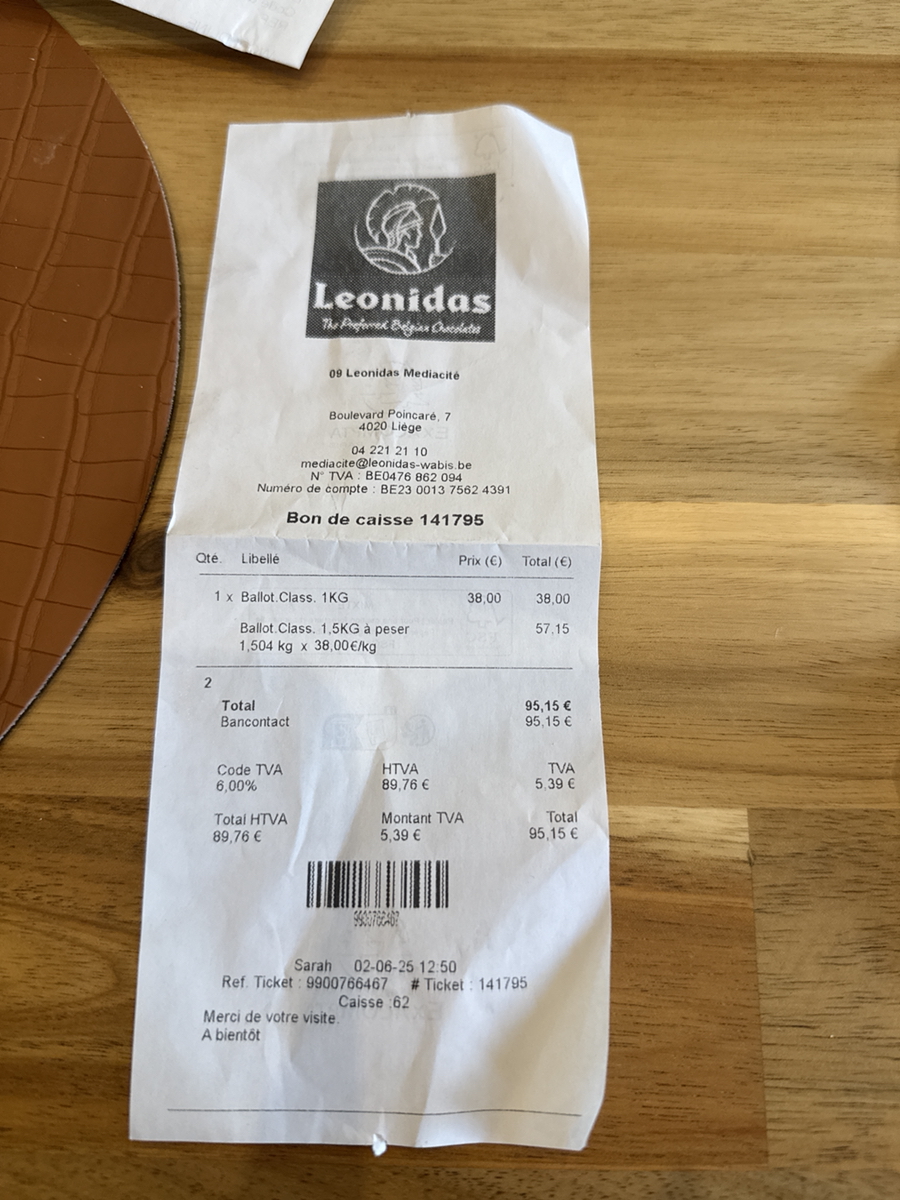 Leonidas
The Preferred Belgian Chocolates
09 Leonidas Mediacité
Boulevard Poincaré, 7
4020 Liège
04 221 21 10
mediacite@leonidas-wabis.be
N° TVA : BE0476 862 094
Numéro de compte : BE23 0013 7562 4391
Bon de caisse 141795
Qté. Libellé Prix (€) Total (€)
1 x Ballot.Class. 1KG 38,00 38,00
Ballot.Class. 1,5KG à peser 57,15
1,504 kg x 38,00€/kg
2
Total 95,15 €
Bancontact 95,15 €
Code TVA HTVA TVA
6,00% 89,76 € 5,39 €
Total HTVA Montant TVA Total
89,76 € 5,39 € 95,15 €
9900766467
Sarah 02-06-25 12:50
Ref. Ticket : 9900766467 # Ticket : 141795
Caisse :62
Merci de votre visite.
A bientôt